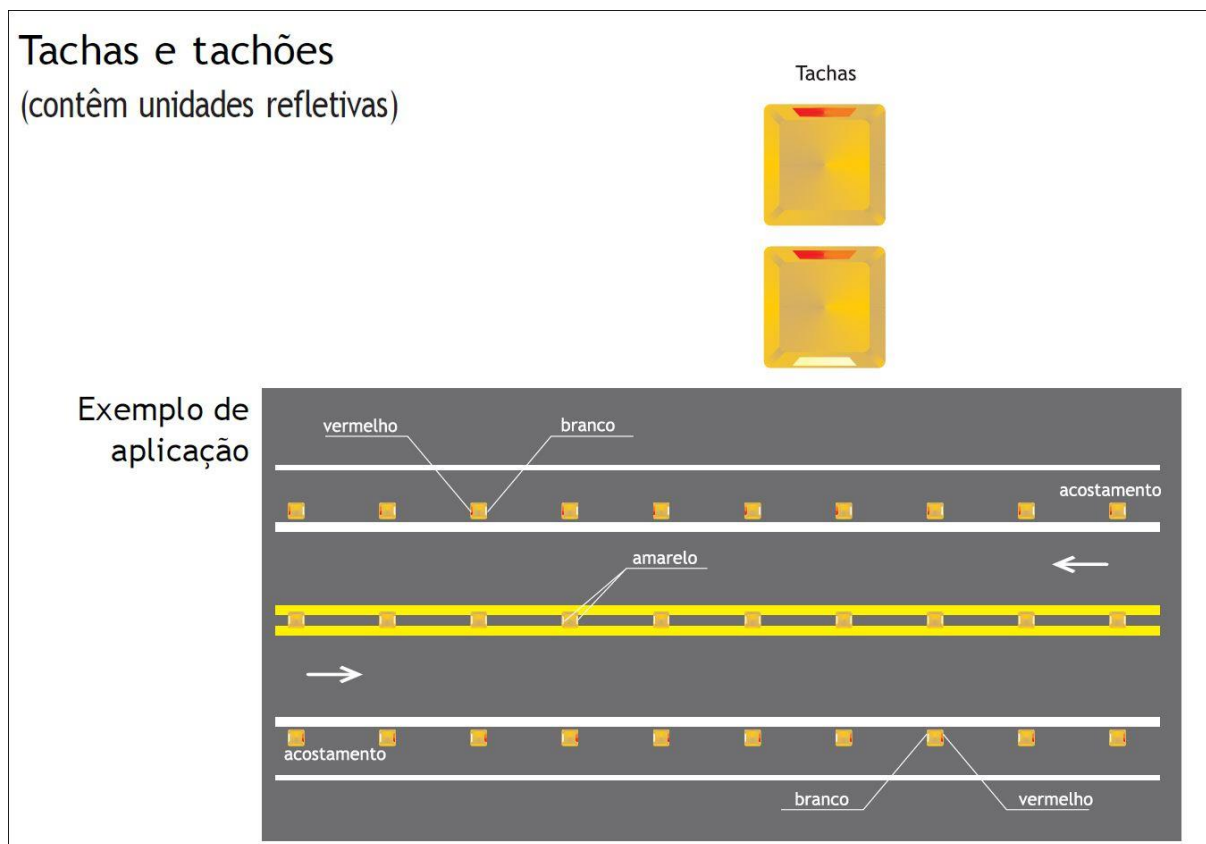 Tachas e tachões
(contêm unidades refletivas)
Tachas
Exemplo de
aplicação
vermelho
branco
acostamento
amarelo
acostamento
branco
vermelho